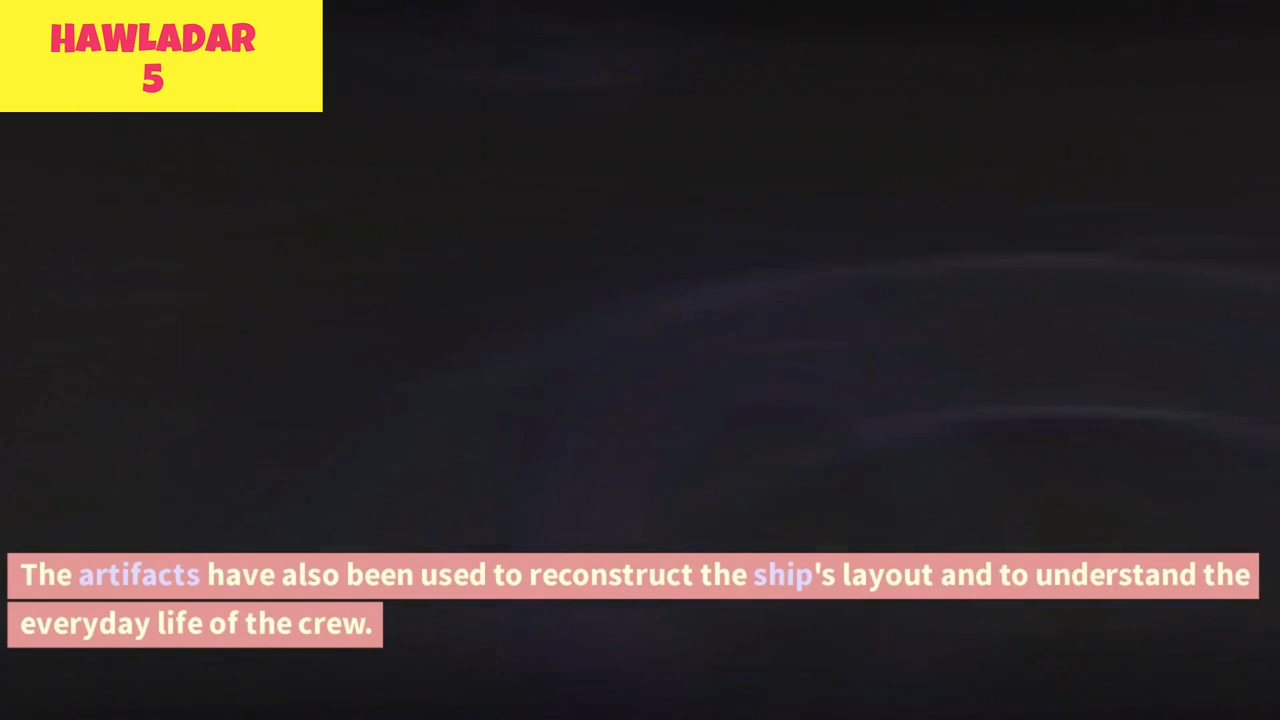 HAWLADAR
5
The artifacts have also been used to reconstruct the ship's layout and to understand the
everyday life of the crew.